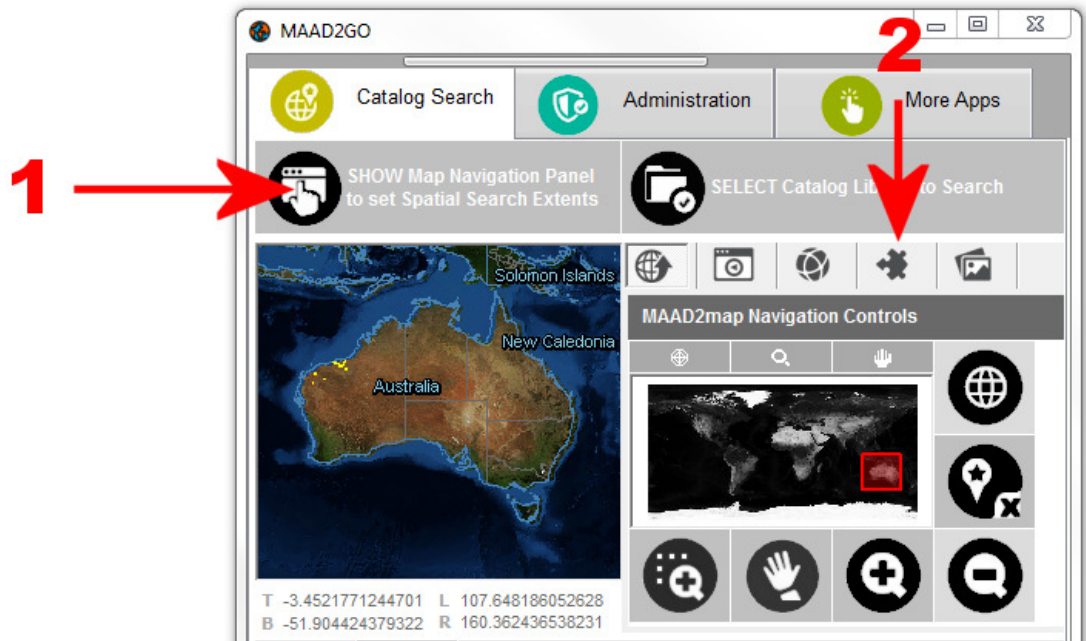 MAAD2GO
2
Catalog Search
Administration
More Apps
1
SHOW Map Navigation Panel
to set Spatial Search Extents
SELECT Catalog Lib to Search
Solomon Islands
New Caledonia
Australia
MAAD2map Navigation Controls
T -3.4521771244701 L 107.648186052628
B -51.904424379322 R 160.362436538231